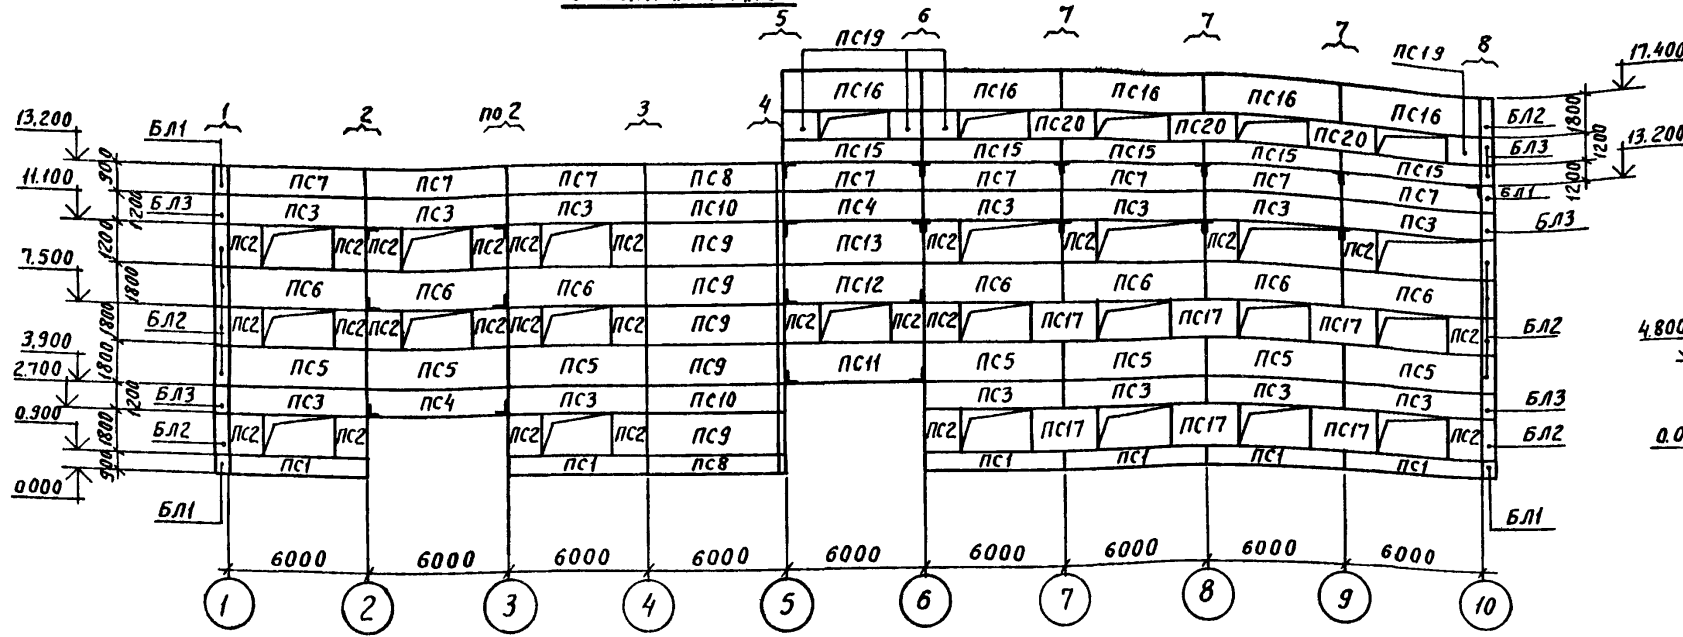 5 6 7 7 7 8
ПС19 ПС19 17.400
ПС16 ПС16 ПС16 ПС16 ПС16 БЛ2 1800
1 2 по 2 3 4
13.200 БЛ1 ПС20 ПС20 ПС20 БЛ3 1200 13.200
ПС15 ПС15 ПС15 ПС15 ПС15 1200
900 ПС7 ПС7 ПС7 ПС8 ПС7 ПС7 ПС7 ПС7 ПС7 БЛ1
11.100 БЛ3 1200 ПС3 ПС3 ПС3 ПС10 ПС4 ПС3 ПС3 ПС3 ПС3 БЛ3
1200 ПС2 ПС2 ПС2 ПС2 ПС2 ПС2 ПС9 ПС13 ПС2 ПС2 ПС2 ПС2
7.500 1800 ПС6 ПС6 ПС6 ПС9 ПС12 ПС6 ПС6 ПС6 ПС6
БЛ2 1800 ПС2 ПС2 ПС2 ПС2 ПС2 ПС2 ПС9 ПС2 ПС2 ПС2 ПС17 ПС17 ПС17 ПС2 БЛ2 4.800
3.900 1800 ПС5 ПС5 ПС5 ПС9 ПС11 ПС5 ПС5 ПС5 ПС5
2.700 БЛ3 1200 ПС3 ПС4 ПС3 ПС10 ПС3 ПС3 ПС3 ПС3 БЛ3
0.900 БЛ2 1800 ПС2 ПС2 ПС2 ПС2 ПС9 ПС2 ПС17 ПС17 ПС17 ПС2 БЛ2 0.0
0.000 900 ПС1 ПС1 ПС8 ПС1 ПС1 ПС1 ПС1
БЛ1 БЛ1
6000 6000 6000 6000 6000 6000 6000 6000 6000
1 2 3 4 5 6 7 8 9 10